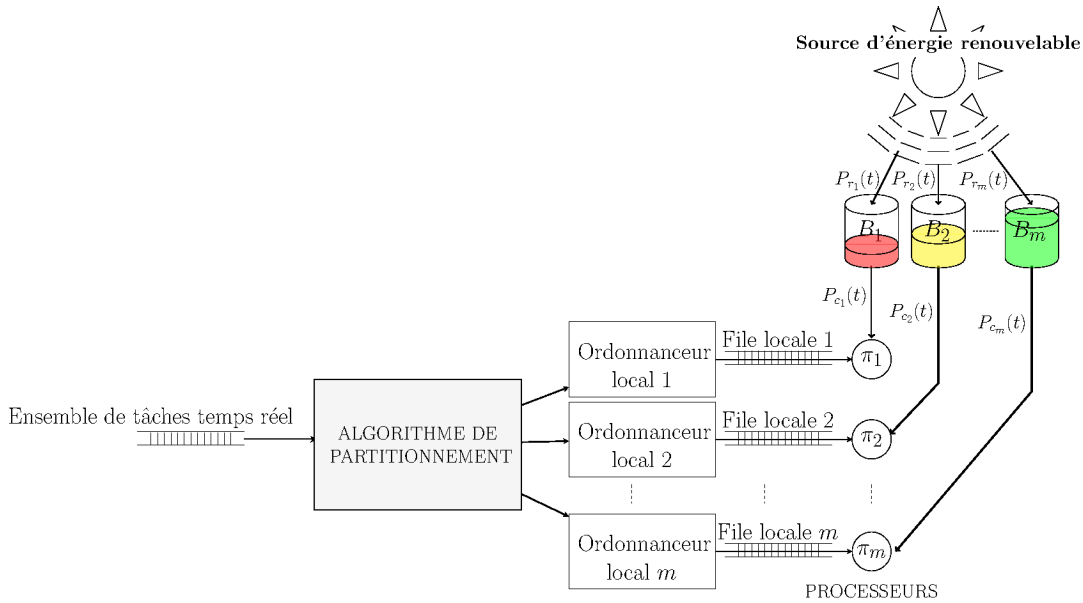 Source d'énergie renouvelable
P_{r_1}(t) P_{r_2}(t) P_{r_m}(t)
B_1 B_2 B_m
P_{c_1}(t) P_{c_2}(t) P_{c_m}(t)
Ensemble de tâches temps réel
ALGORITHME DE
PARTITIONNEMENT
Ordonnanceur
local 1
File locale 1
π_1
Ordonnanceur
local 2
File locale 2
π_2
Ordonnanceur
local m
File locale m
π_m
PROCESSEURS